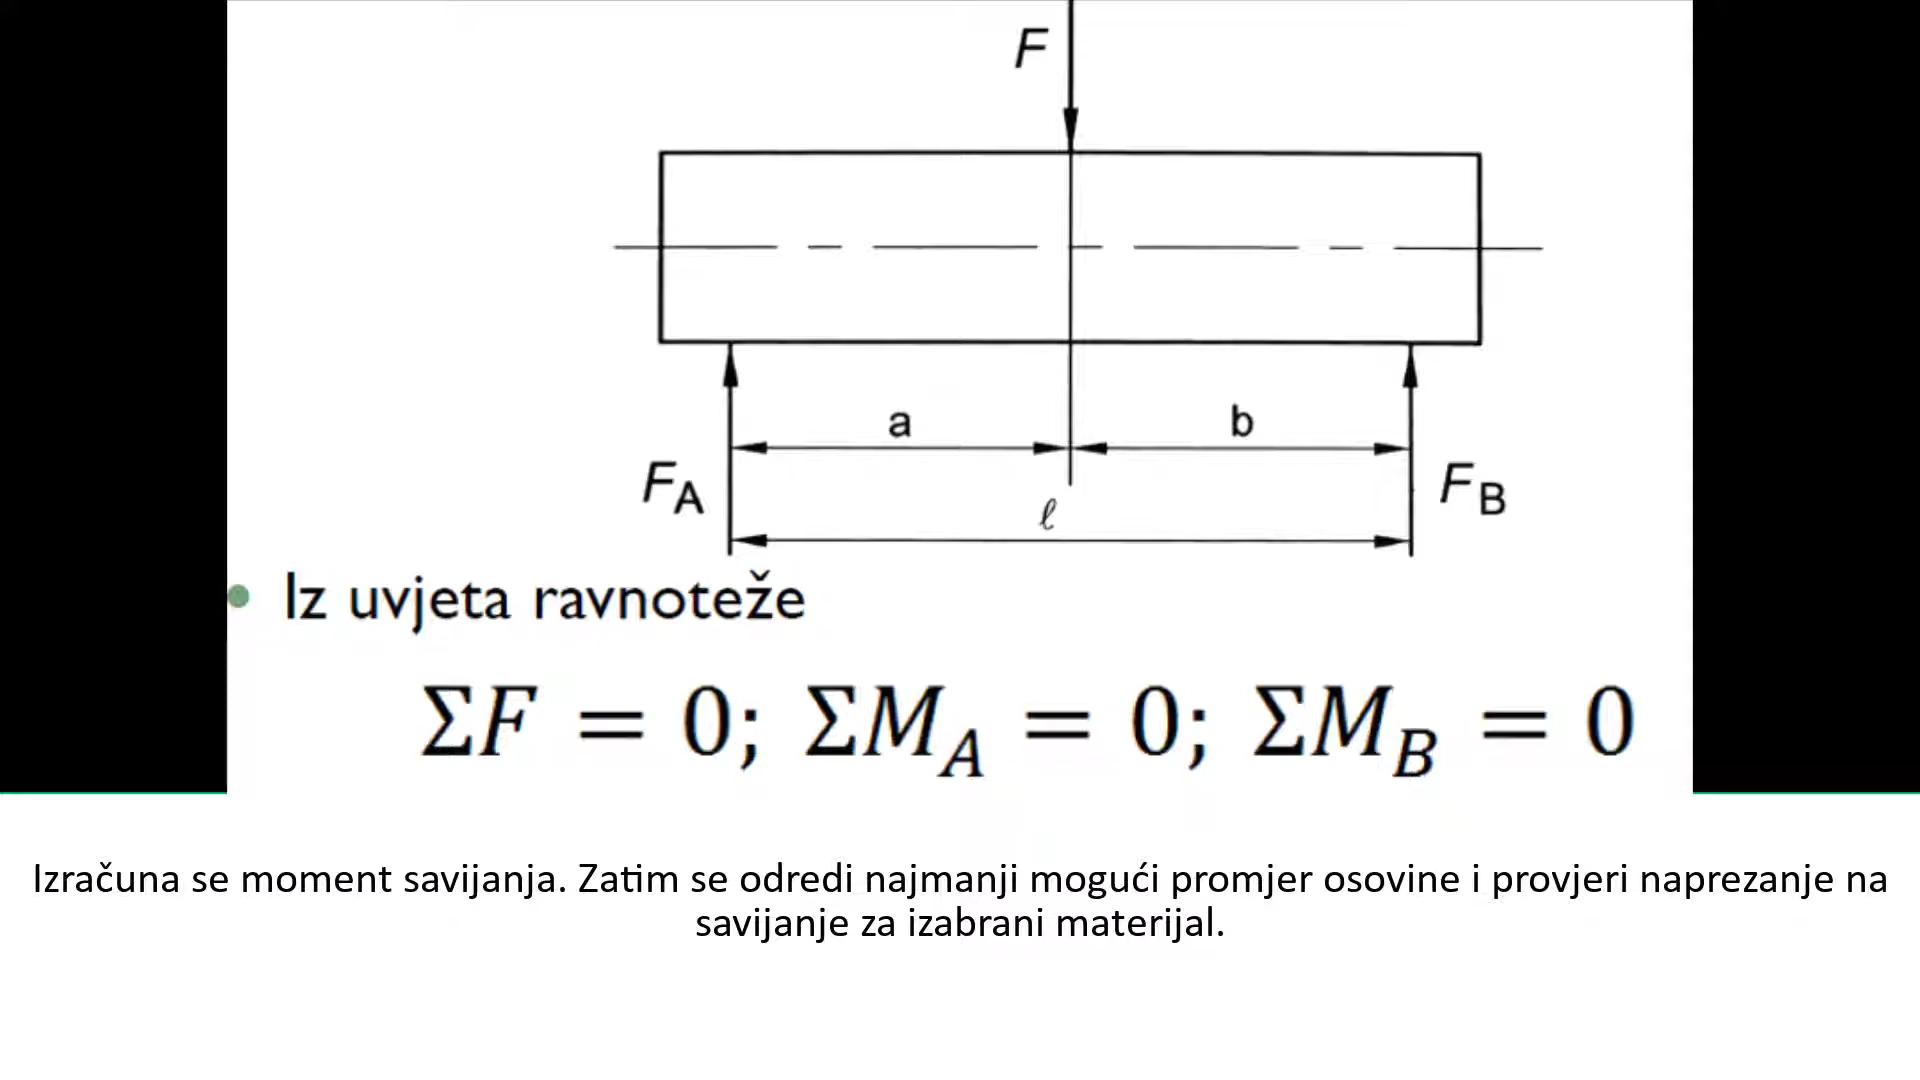 F
a
b
F_A
F_B
ℓ
• Iz uvjeta ravnoteže
ΣF = 0; ΣM_A = 0; ΣM_B = 0
Izračuna se moment savijanja. Zatim se odredi najmanji mogući promjer osovine i provjeri naprezanje na
savijanje za izabrani materijal.